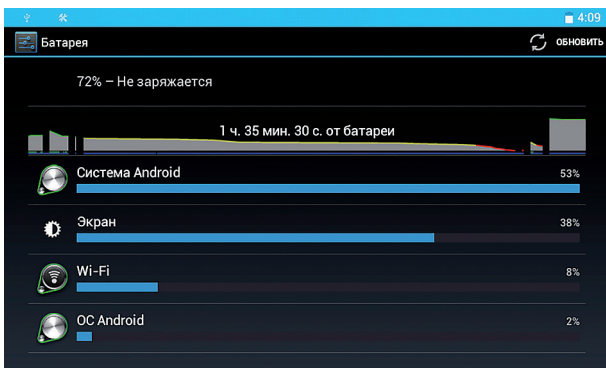 4:09
Батарея
ОБНОВИТЬ
72% – Не заряжается
1 ч. 35 мин. 30 с. от батареи
Система Android
53%
Экран
38%
Wi-Fi
8%
ОС Android
2%